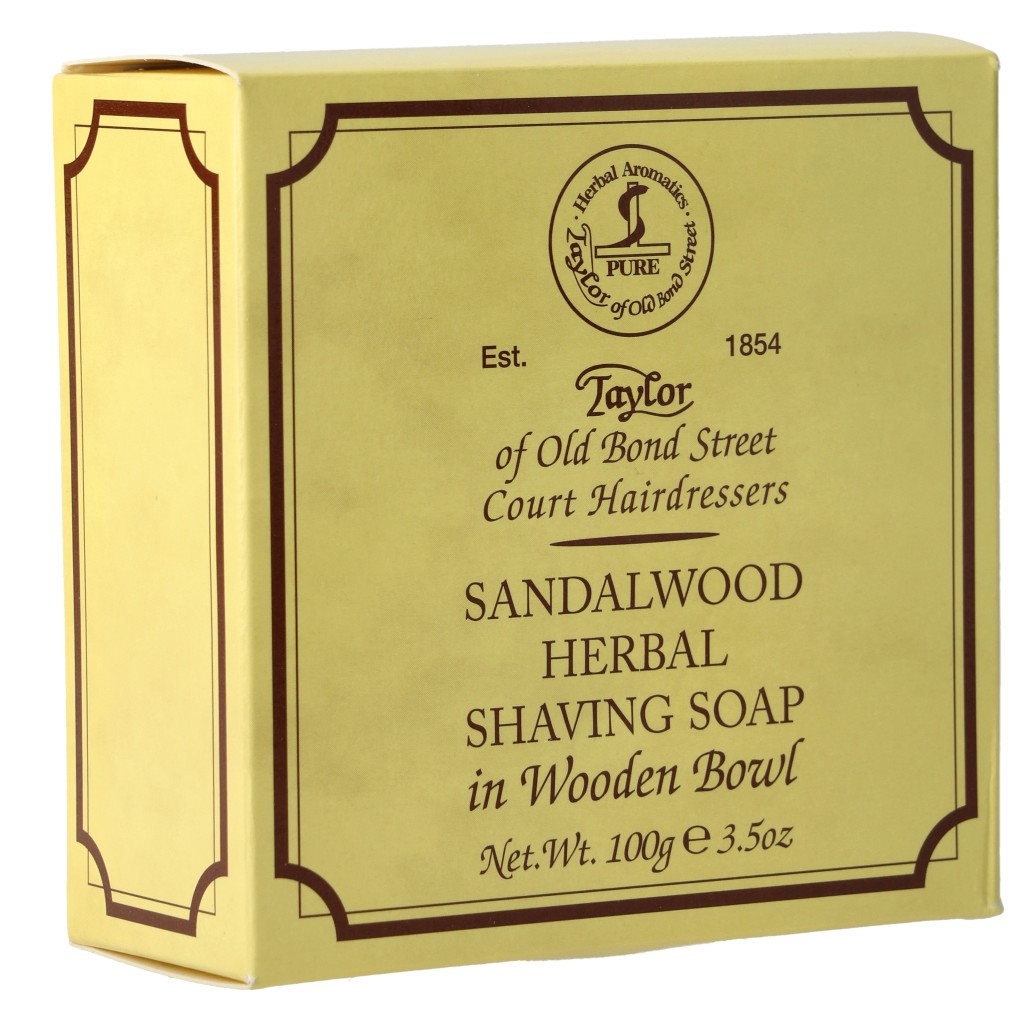 · Herbal Aromatics ·
PURE
Taylor of Old Bond Street
Est. 1854
Taylor
of Old Bond Street
Court Hairdressers
SANDALWOOD
HERBAL
SHAVING SOAP
in Wooden Bowl
Net.Wt. 100g ℮ 3.5oz